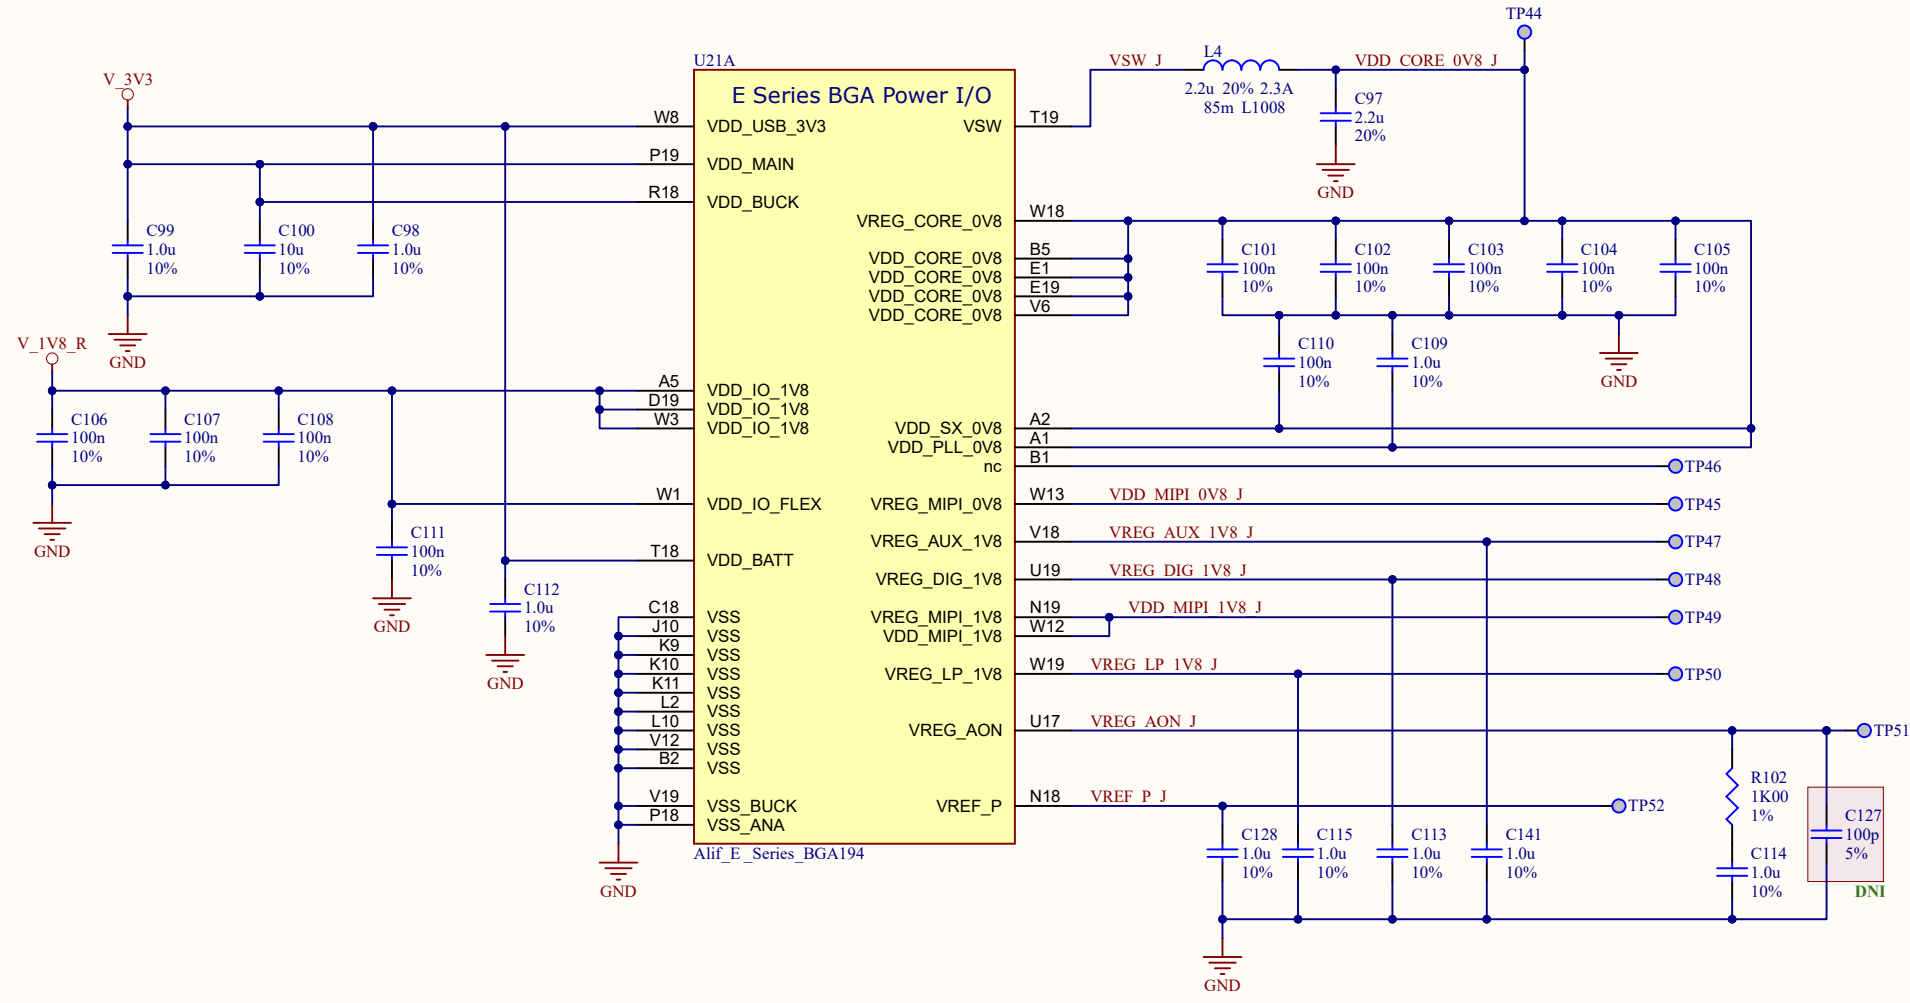 TP44
U21A
VSW_J
L4
VDD_CORE_0V8_J
V_3V3
2.2u 20% 2.3A
85m L1008
C97
2.2u
20%
GND
E Series BGA Power I/O
W8
VDD_USB_3V3
VSW
T19
P19
VDD_MAIN
R18
VDD_BUCK
VREG_CORE_0V8
W18
C99
1.0u
10%
C100
10u
10%
C98
1.0u
10%
GND
VDD_CORE_0V8
B5
VDD_CORE_0V8
E1
VDD_CORE_0V8
E19
VDD_CORE_0V8
V6
C101
100n
10%
C102
100n
10%
C103
100n
10%
C104
100n
10%
C105
100n
10%
C110
100n
10%
C109
1.0u
10%
GND
V_1V8_R
A5
VDD_IO_1V8
D19
VDD_IO_1V8
W3
VDD_IO_1V8
C106
100n
10%
C107
100n
10%
C108
100n
10%
GND
VDD_SX_0V8
A2
VDD_PLL_0V8
A1
nc
B1
TP46
W1
VDD_IO_FLEX
VREG_MIPI_0V8
W13
VDD_MIPI_0V8_J
TP45
C111
100n
10%
GND
VREG_AUX_1V8
V18
VREG_AUX_1V8_J
TP47
T18
VDD_BATT
VREG_DIG_1V8
U19
VREG_DIG_1V8_J
TP48
C112
1.0u
10%
GND
C18
VSS
VREG_MIPI_1V8
N19
VDD_MIPI_1V8_J
TP49
J10
VSS
VDD_MIPI_1V8
W12
K9
VSS
K10
VSS
VREG_LP_1V8
W19
VREG_LP_1V8_J
TP50
K11
VSS
L2
VSS
L10
VSS
VREG_AON
U17
VREG_AON_J
TP51
V12
VSS
B2
VSS
V19
VSS_BUCK
VREF_P
N18
VREF_P_J
TP52
P18
VSS_ANA
Alif_E _Series_BGA194
GND
R102
1K00
1%
C127
100p
5%
DNI
C128
1.0u
10%
C115
1.0u
10%
C113
1.0u
10%
C141
1.0u
10%
C114
1.0u
10%
GND